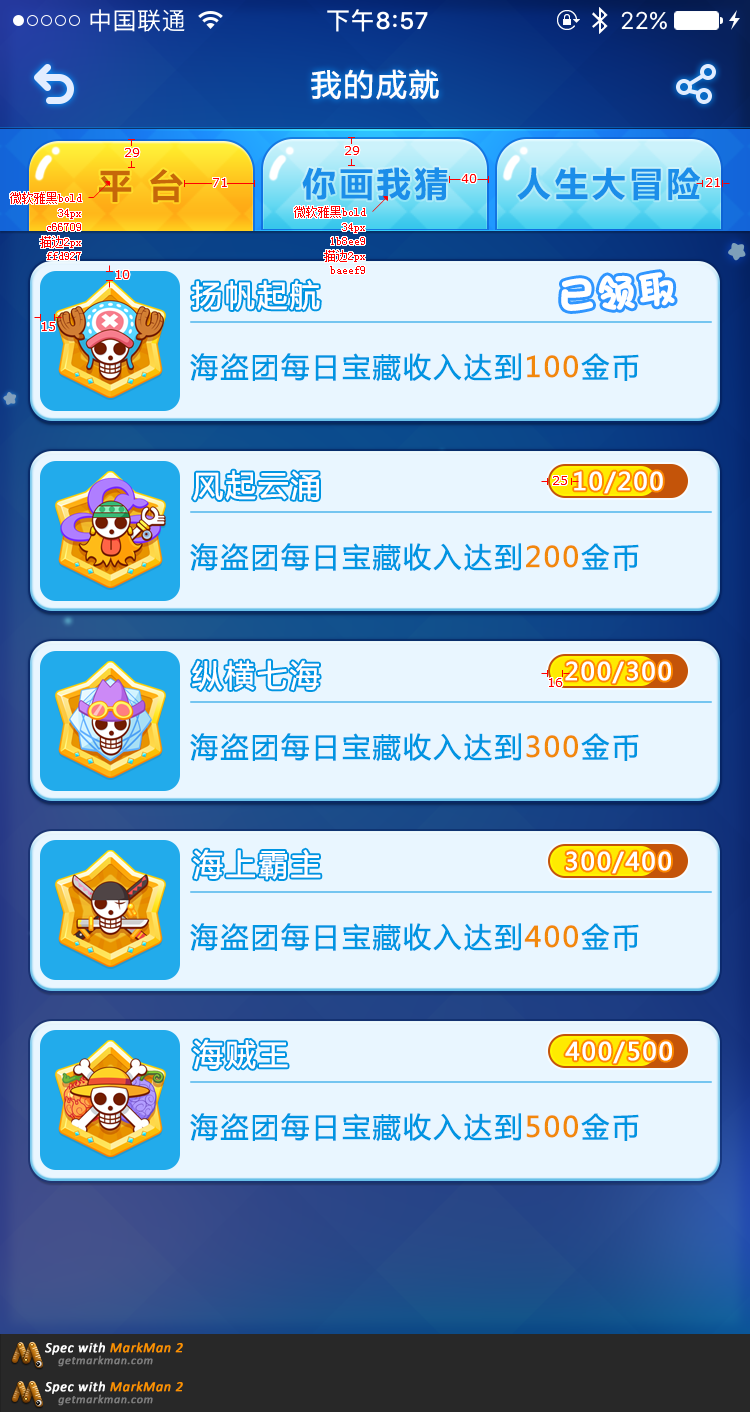 中国联通 下午8:57 22%
我的成就
29
29
平台 71
你画我猜 40
人生大冒险 21
微软雅黑bold
34px
c66709
描边2px
ffd927
微软雅黑bold
34px
1b8ee9
描边2px
baeef9
10
15
扬帆起航 已领取
海盗团每日宝藏收入达到100金币
风起云涌 25 10/200
海盗团每日宝藏收入达到200金币
纵横七海 16 200/300
海盗团每日宝藏收入达到300金币
海上霸主 300/400
海盗团每日宝藏收入达到400金币
海贼王 400/500
海盗团每日宝藏收入达到500金币
Spec with MarkMan 2
getmarkman.com
Spec with MarkMan 2
getmarkman.com